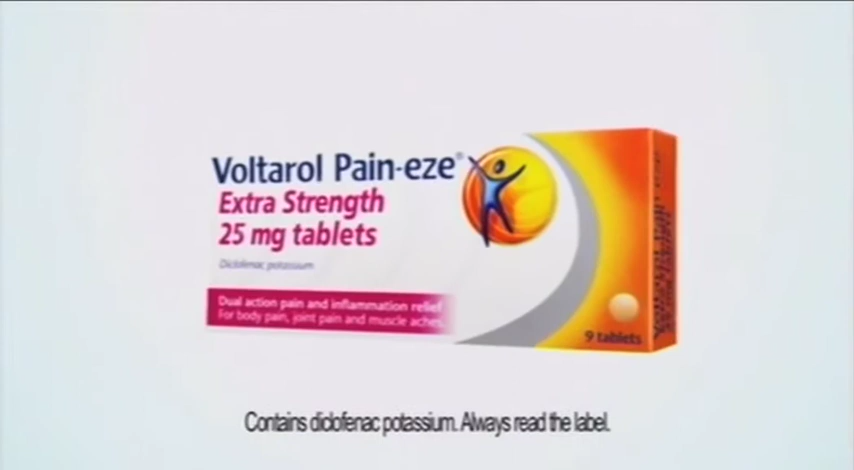 Voltarol Pain-eze®
Extra Strength
25 mg tablets
Diclofenac potassium
Dual action pain and inflammation relief
For body pain, joint pain and muscle aches.
9 tablets
Contains diclofenac potassium. Always read the label.